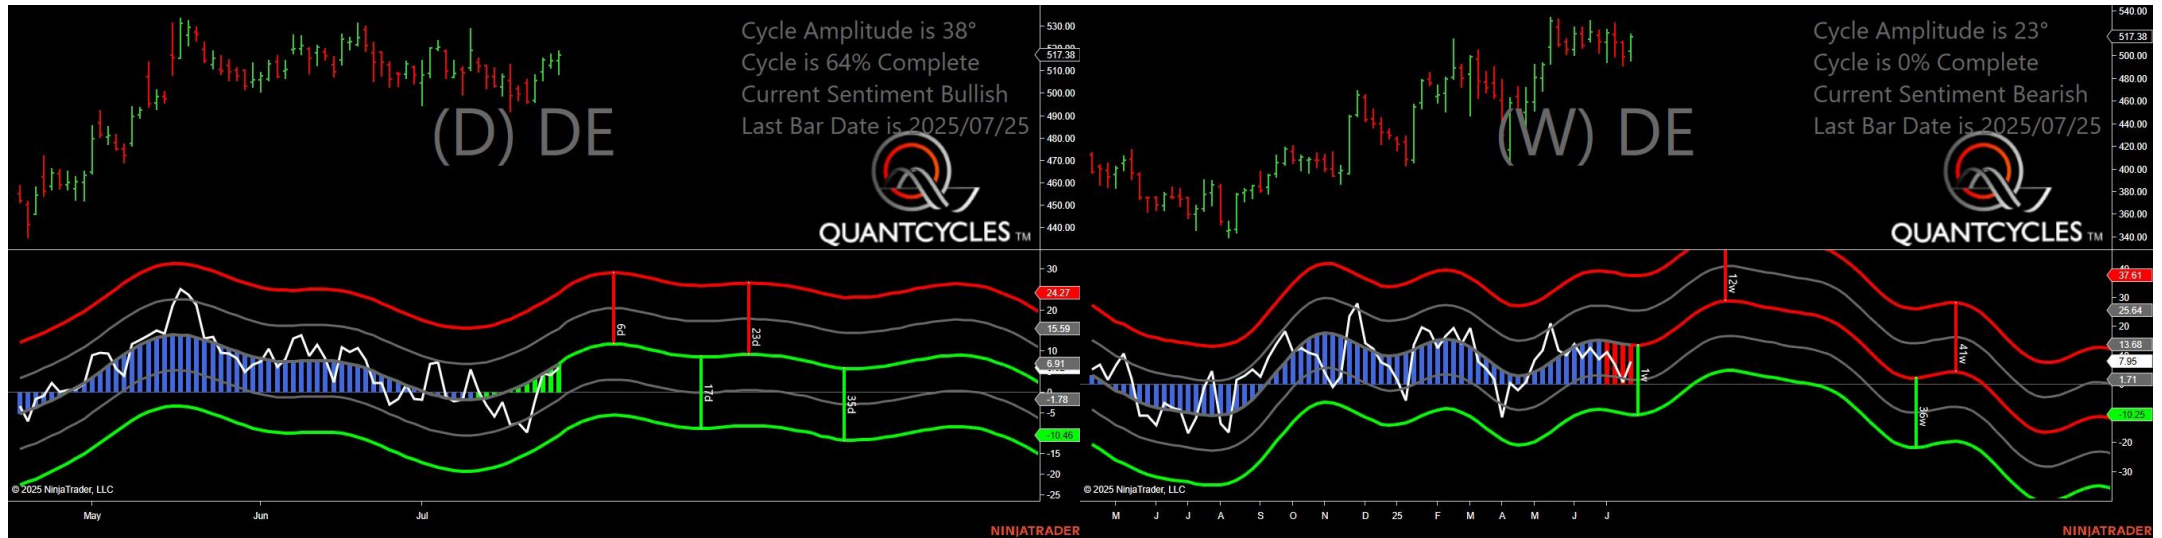 Cycle Amplitude is 38°
Cycle is 64% Complete
Current Sentiment Bullish
Last Bar Date is 2025/07/25
(D) DE
QUANTCYCLES TM
530.00
517.38
510.00
500.00
490.00
480.00
470.00
460.00
450.00
440.00
30
24.27
20
15.59
10
6.91
0
-1.78
-5
-10.46
-15
-20
-25
6d
23d
17d
35d
© 2025 NinjaTrader, LLC
May
Jun
Jul
NINJATRADER
Cycle Amplitude is 23°
Cycle is 0% Complete
Current Sentiment Bearish
Last Bar Date is 2025/07/25
(W) DE
QUANTCYCLES TM
540.00
517.38
500.00
480.00
460.00
440.00
420.00
400.00
380.00
360.00
340.00
37.61
30
25.64
20
13.68
7.95
1.71
-10.25
-20
-30
12w
1w
41w
36w
© 2025 NinjaTrader, LLC
M J J A S O N D 25 F M A M J J
NINJATRADER